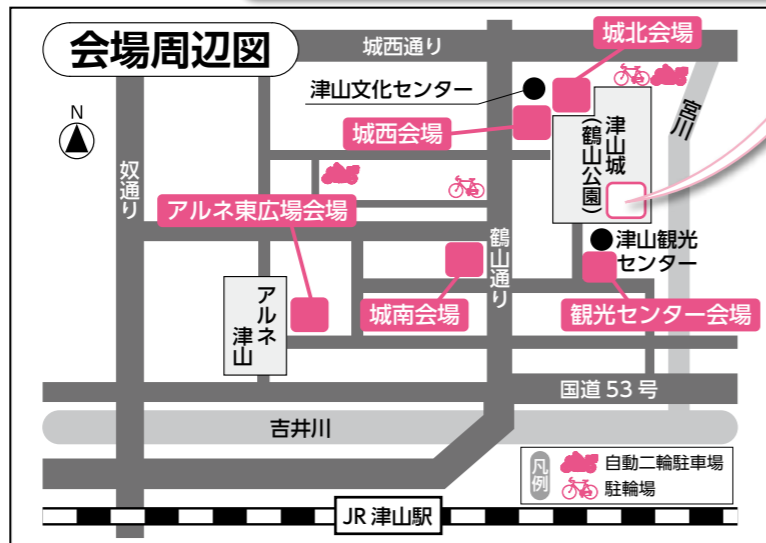 会場周辺図
城西通り
城北会場
津山文化センター
城西会場
宮川
N
津山城
(鶴山公園)
奴通り
アルネ東広場会場
鶴山通り
津山観光
センター
城南会場
観光センター会場
アルネ
津山
国道53号
吉井川
凡例
自動二輪駐車場
駐輪場
JR津山駅